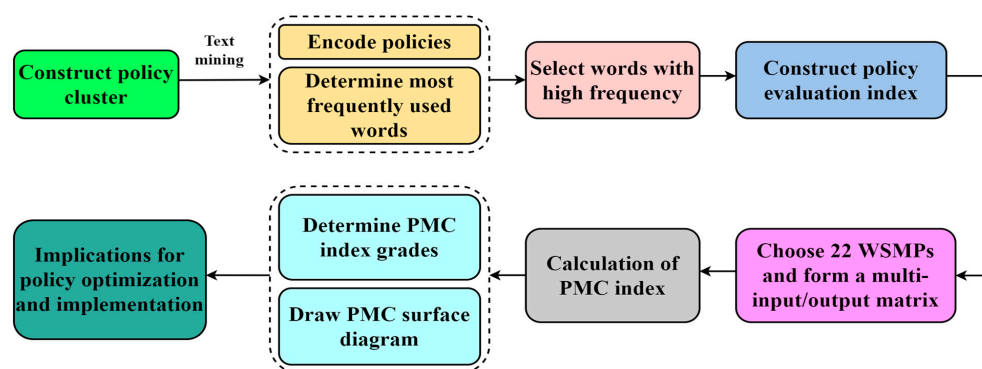 Construct policy
cluster
Text
mining
Encode policies
Determine most
frequently used
words
Select words with
high frequency
Construct policy
evaluation index
Implications for
policy optimization
and implementation
Determine PMC
index grades
Draw PMC surface
diagram
Calculation of
PMC index
Choose 22 WSMPs
and form a multi-
input/output matrix